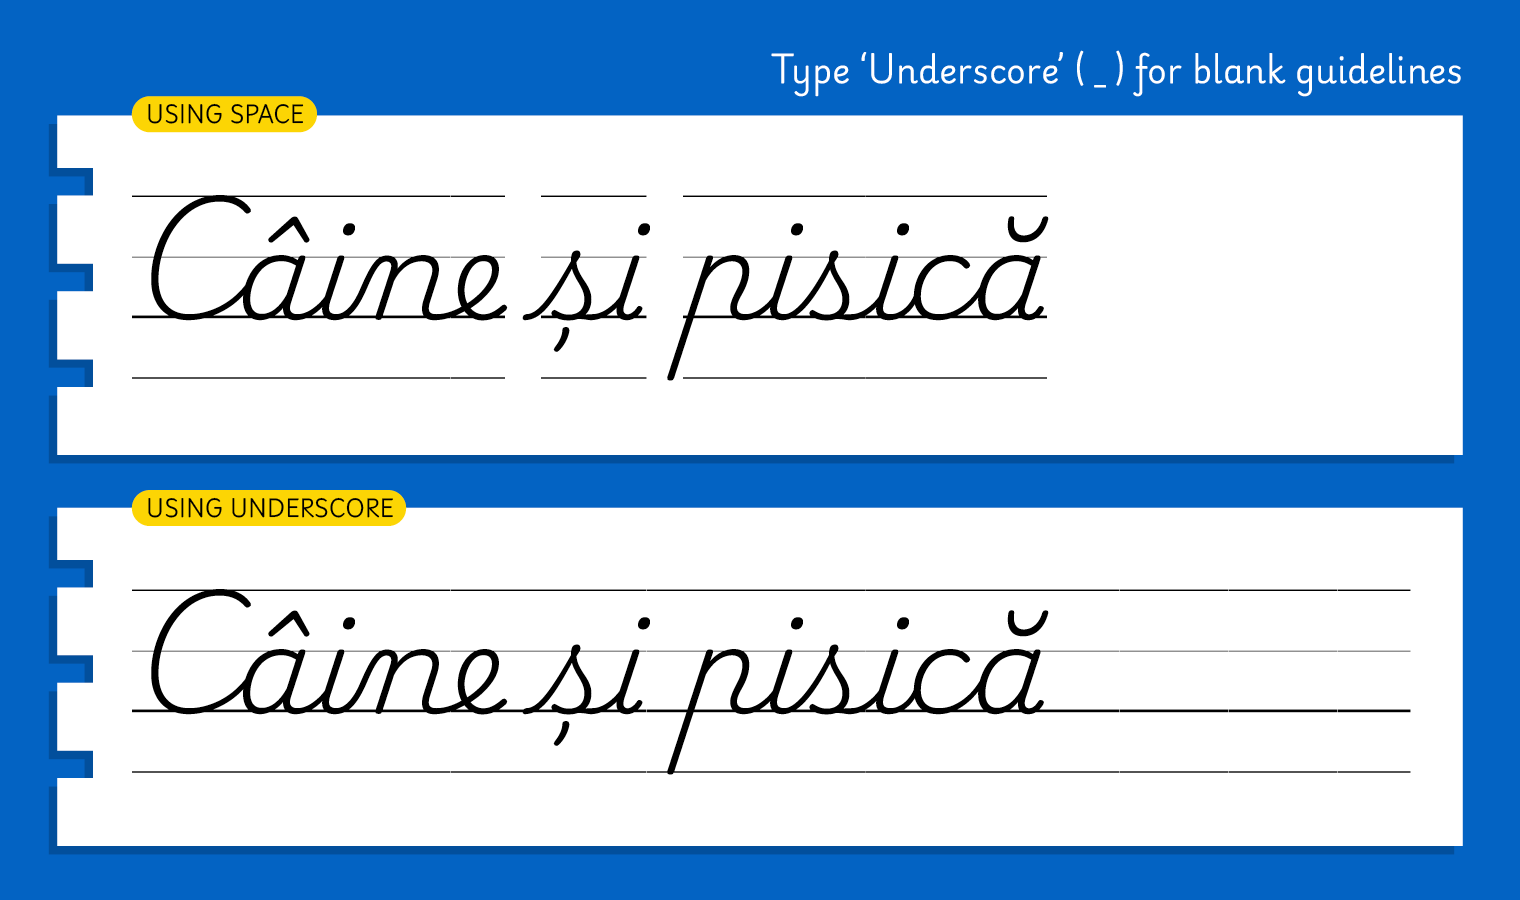 Type ‘Underscore’ ( _ ) for blank guidelines
USING SPACE
Câine și pisică
USING UNDERSCORE
Câine și pisică